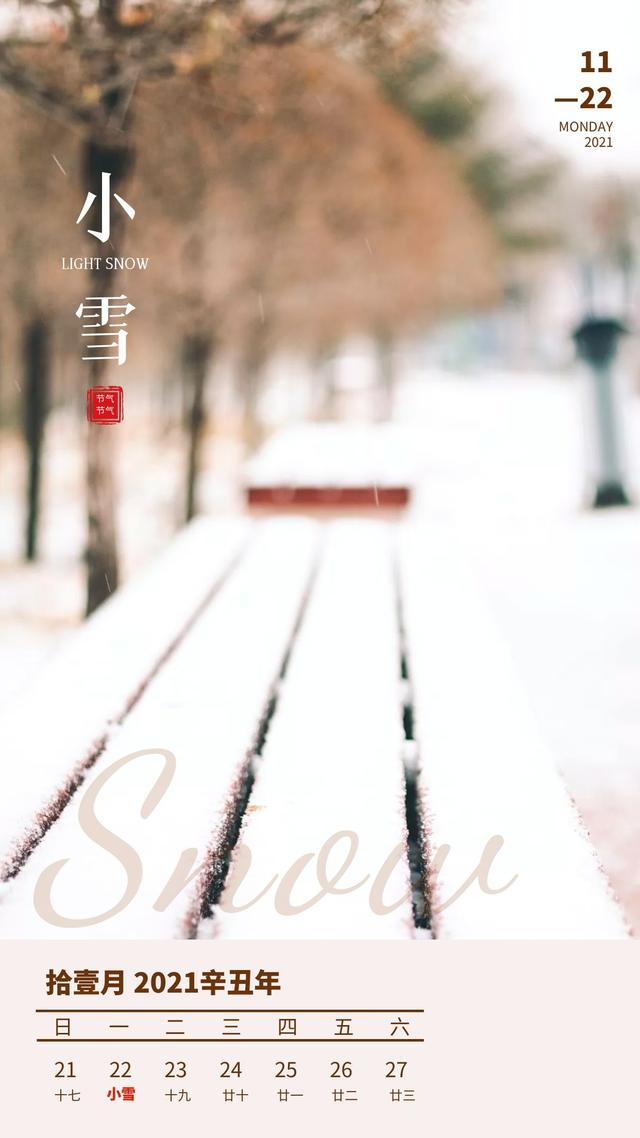 11
—22
MONDAY
2021
小
LIGHT SNOW
雪
节气
节气
Snow
拾壹月 2021辛丑年
日 一 二 三 四 五 六
21 22 23 24 25 26 27
十七 小雪 十九 廿十 廿一 廿二 廿三